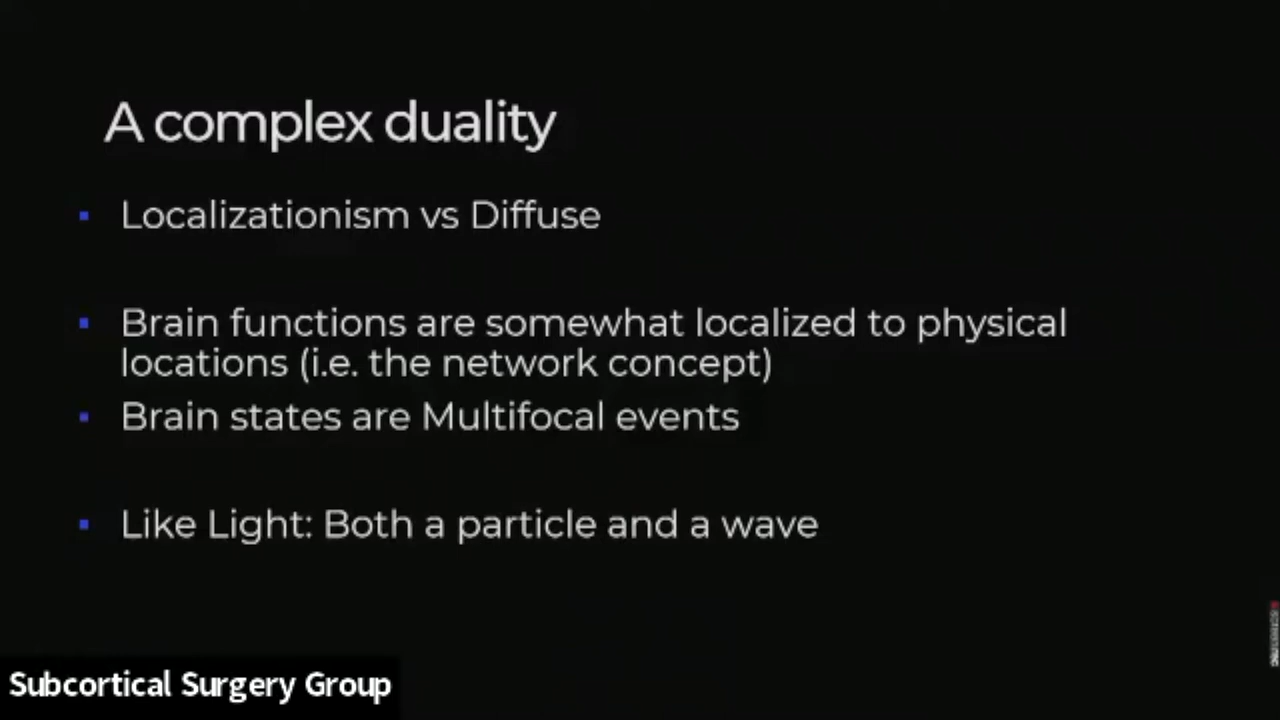 A complex duality
Localizationism vs Diffuse
Brain functions are somewhat localized to physical
locations (i.e. the network concept)
Brain states are Multifocal events
Like Light: Both a particle and a wave
Subcortical Surgery Group